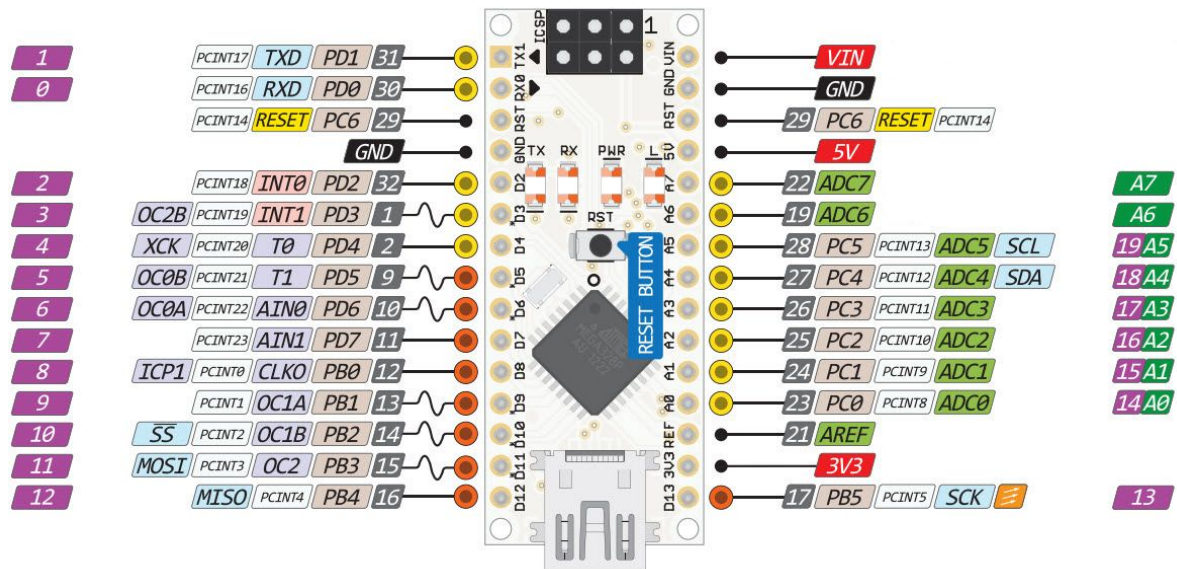 ICSP 1
1 PCINT17 TXD PD1 31 TX1 VIN VIN
0 PCINT16 RXD PD0 30 RX0 GND GND
PCINT14 RESET PC6 29 RST RST 29 PC6 RESET PCINT14
GND GND 5V 5V
TX RX PWR L
2 PCINT18 INT0 PD2 32 D2 A7 22 ADC7 A7
3 OC2B PCINT19 INT1 PD3 1 D3 A6 19 ADC6 A6
RST
4 XCK PCINT20 T0 PD4 2 D4 A5 28 PC5 PCINT13 ADC5 SCL 19 A5
5 OC0B PCINT21 T1 PD5 9 D5 A4 27 PC4 PCINT12 ADC4 SDA 18 A4
RESET BUTTON
6 OC0A PCINT22 AIN0 PD6 10 D6 A3 26 PC3 PCINT11 ADC3 17 A3
7 PCINT23 AIN1 PD7 11 D7 A2 25 PC2 PCINT10 ADC2 16 A2
8 ICP1 PCINT0 CLKO PB0 12 D8 A1 24 PC1 PCINT9 ADC1 15 A1
9 PCINT1 OC1A PB1 13 D9 A0 23 PC0 PCINT8 ADC0 14 A0
10 SS PCINT2 OC1B PB2 14 D10 REF 21 AREF
11 MOSI PCINT3 OC2 PB3 15 D11 3V3 3V3
12 MISO PCINT4 PB4 16 D12 D13 17 PB5 PCINT5 SCK 13